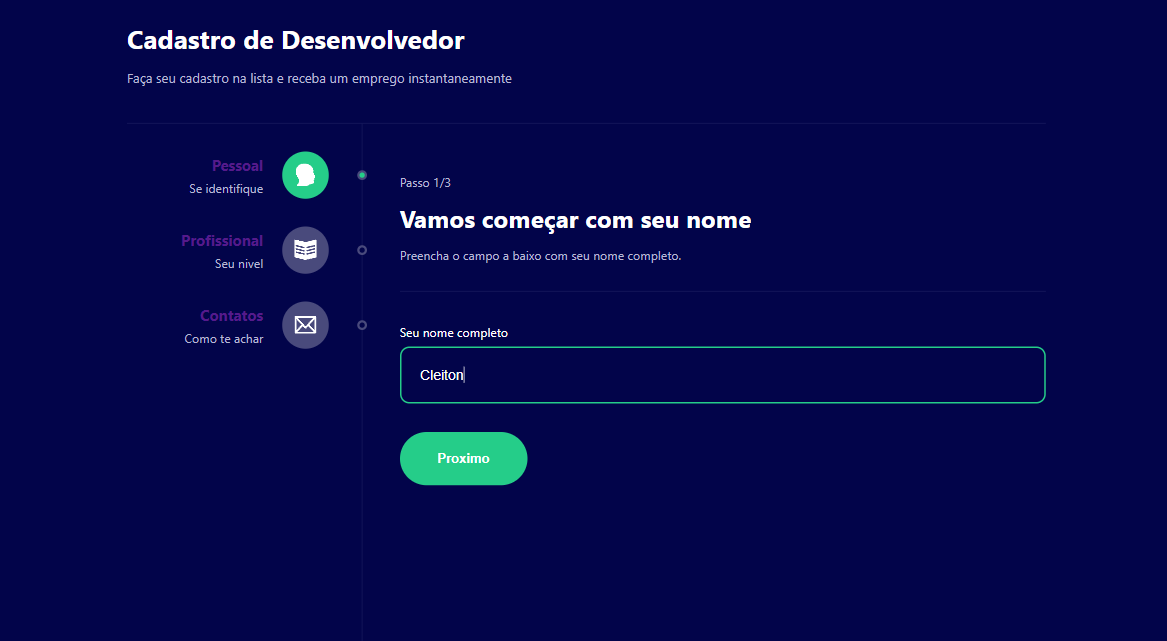 Cadastro de Desenvolvedor
Faça seu cadastro na lista e receba um emprego instantaneamente
Pessoal
Se identifique
Profissional
Seu nivel
Contatos
Como te achar
Passo 1/3
Vamos começar com seu nome
Preencha o campo a baixo com seu nome completo.
Seu nome completo
Cleiton
Proximo